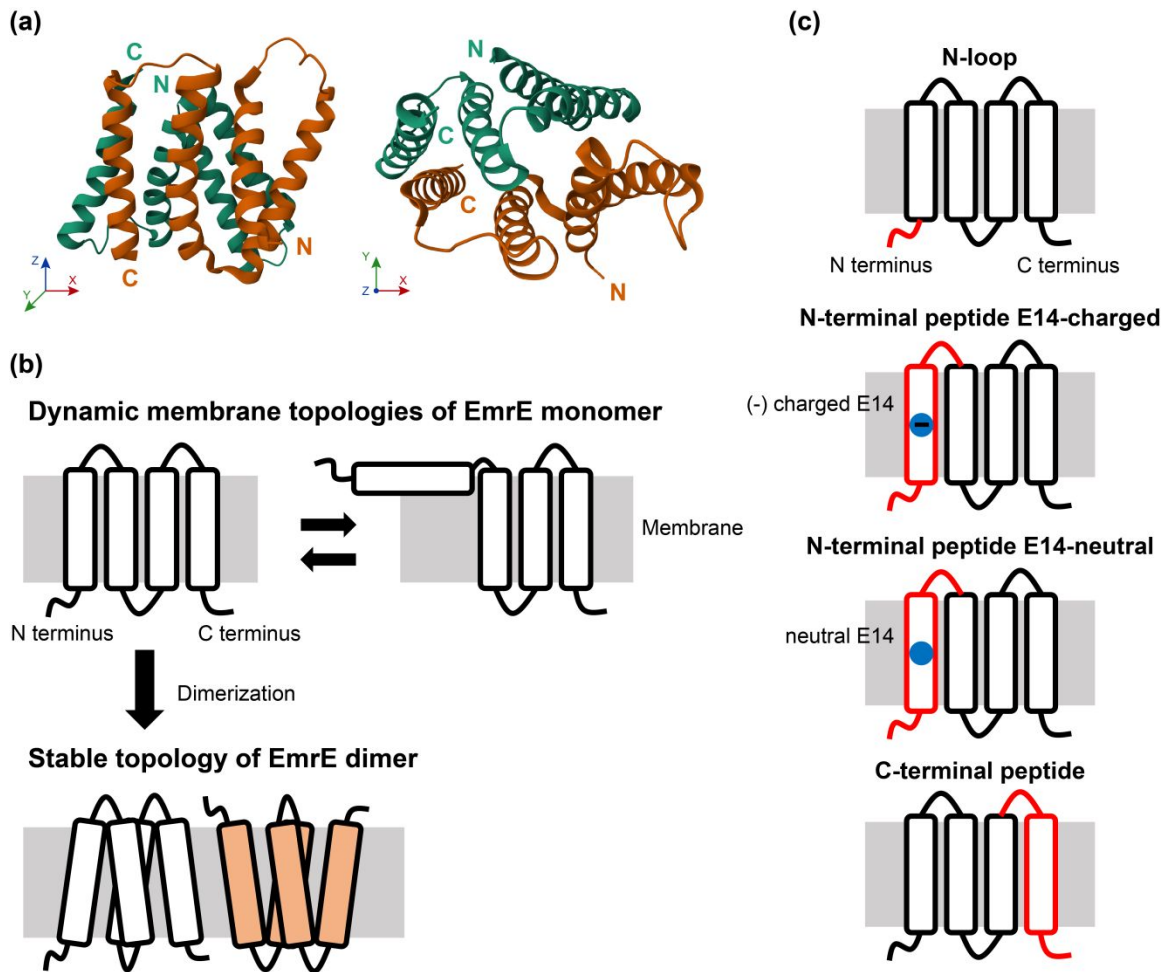 (a)
C
N
C
N
Z
X
Y
N
C
C
N
Y
Z
X
(b)
Dynamic membrane topologies of EmrE monomer
Membrane
N terminus
C terminus
Dimerization
Stable topology of EmrE dimer
(c)
N-loop
N terminus
C terminus
N-terminal peptide E14-charged
(-) charged E14
N-terminal peptide E14-neutral
neutral E14
C-terminal peptide